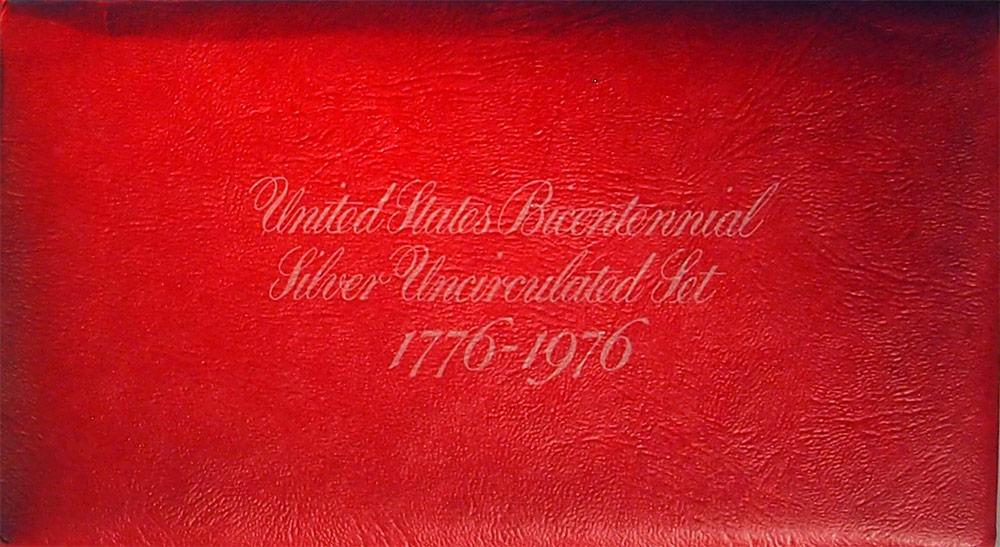 United States Bicentennial
Silver Uncirculated Set
1776-1976